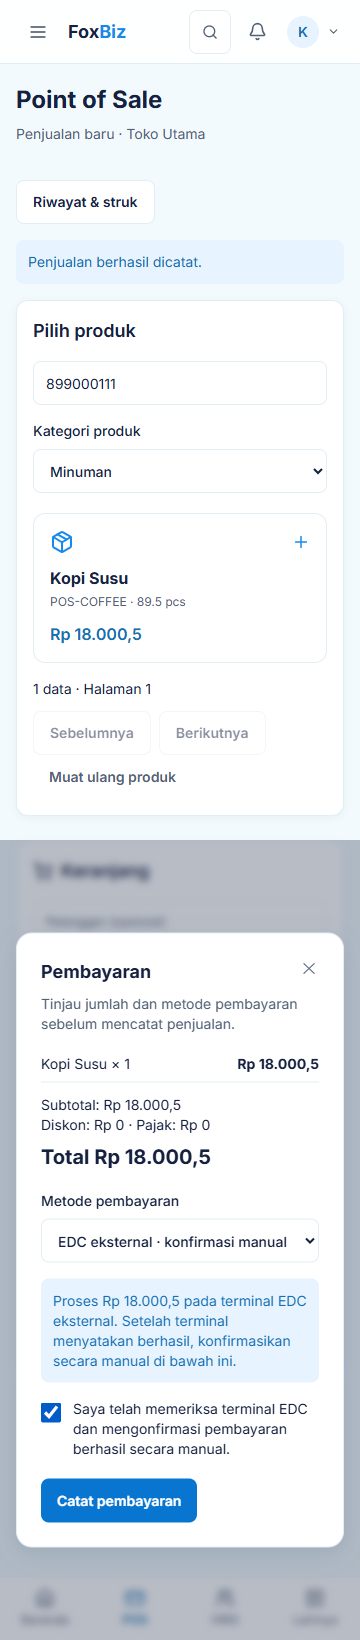 FoxBiz
K
Point of Sale
Penjualan baru · Toko Utama
Riwayat & struk
Penjualan berhasil dicatat.
Pilih produk
899000111
Kategori produk
Minuman
Kopi Susu
POS-COFFEE · 89.5 pcs
Rp 18.000,5
1 data · Halaman 1
Sebelumnya Berikutnya
Muat ulang produk
Keranjang
Pembayaran
Tinjau jumlah dan metode pembayaran
sebelum mencatat penjualan.
Kopi Susu × 1 Rp 18.000,5
Subtotal: Rp 18.000,5
Diskon: Rp 0 · Pajak: Rp 0
Total Rp 18.000,5
Metode pembayaran
EDC eksternal · konfirmasi manual
Proses Rp 18.000,5 pada terminal EDC
eksternal. Setelah terminal
menyatakan berhasil, konfirmasikan
secara manual di bawah ini.
Saya telah memeriksa terminal EDC
dan mengonfirmasi pembayaran
berhasil secara manual.
Catat pembayaran